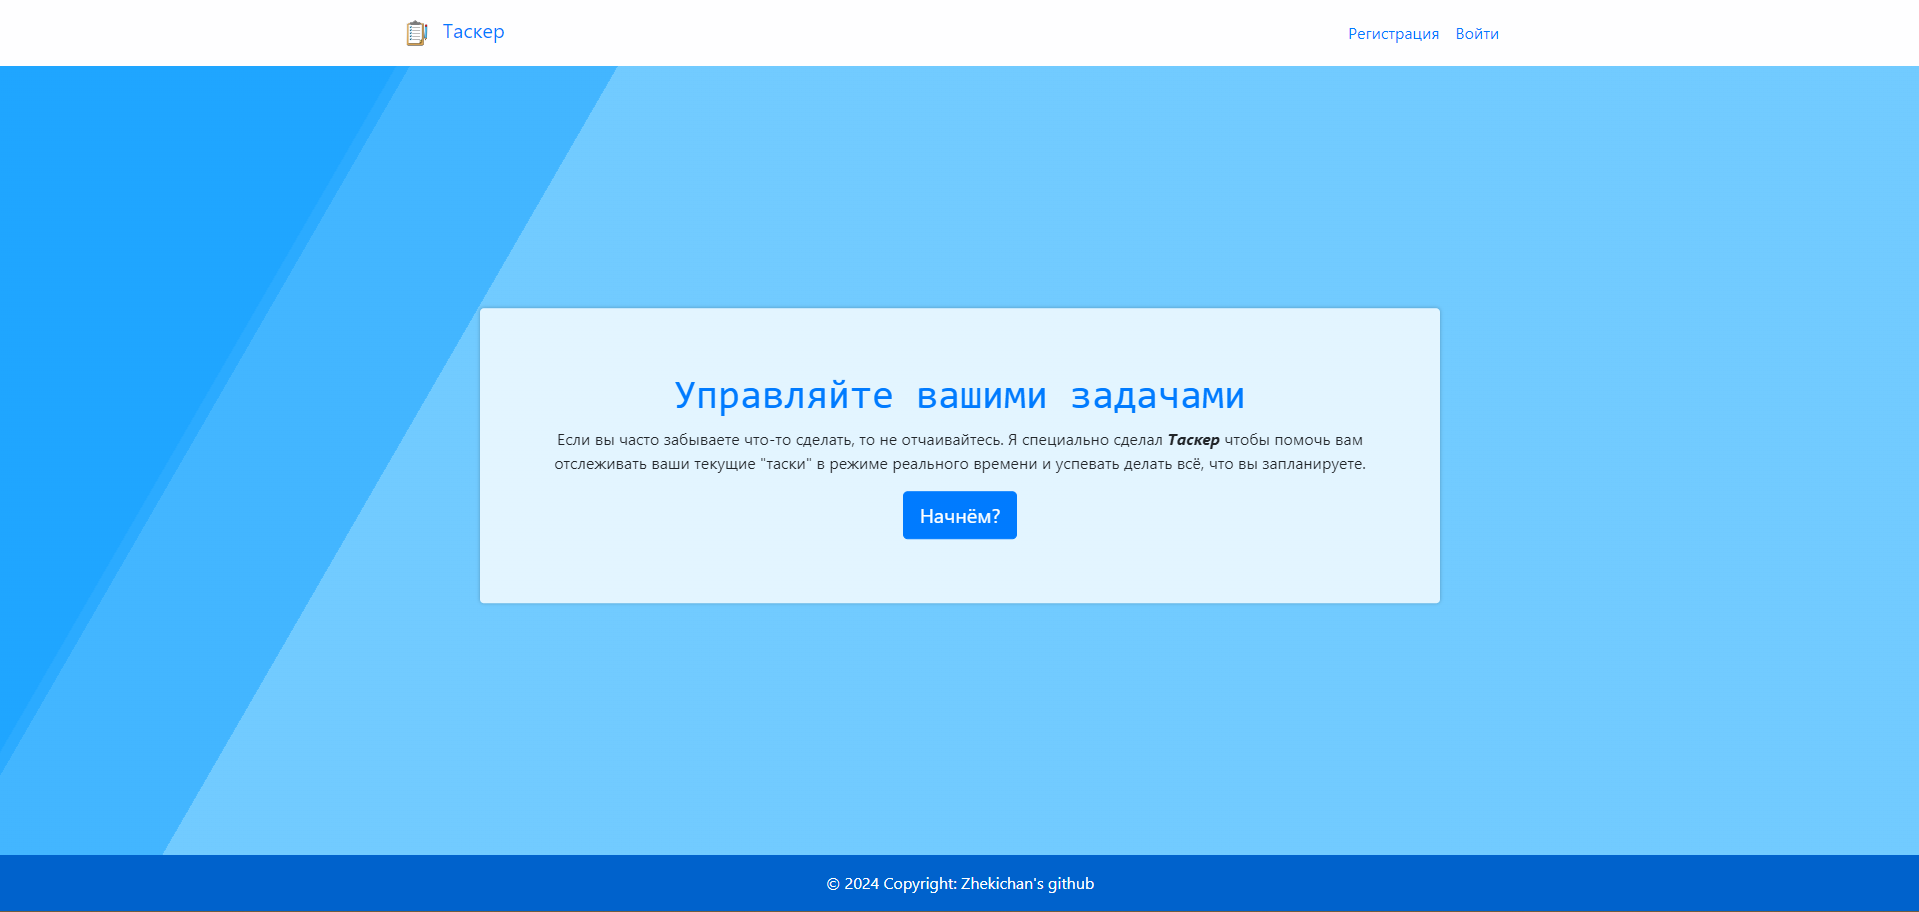 Таскер
Регистрация Войти
Управляйте вашими задачами
Если вы часто забываете что-то сделать, то не отчаивайтесь. Я специально сделал Таскер чтобы помочь вам
отслеживать ваши текущие "таски" в режиме реального времени и успевать делать всё, что вы запланируете.
Начнём?
© 2024 Copyright: Zhekichan's github